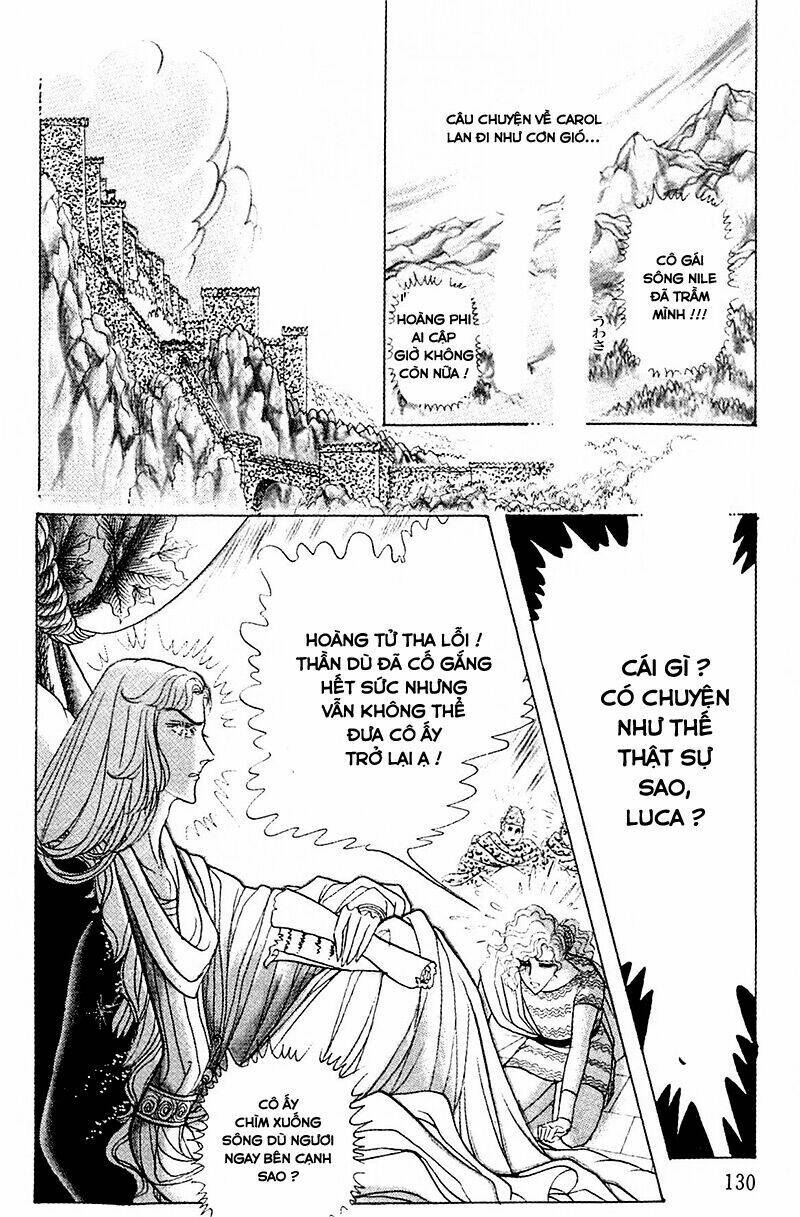 CÂU CHUYỆN VỀ CAROL
LAN ĐI NHƯ CƠN GIÓ...
CÔ GÁI
SÔNG NILE
ĐÃ TRẦM
MÌNH !!!
うわさ
HOÀNG PHI
AI CẬP
GIỜ KHÔNG
CÒN NỮA !
CÁI GÌ ?
CÓ CHUYỆN
NHƯ THẾ
THẬT SỰ
SAO,
LUCA ?
HOÀNG TỬ THA LỖI !
THẦN DÙ ĐÃ CỐ GẮNG
HẾT SỨC NHƯNG
VẪN KHÔNG THỂ
ĐƯA CÔ ẤY
TRỞ LẠI Ạ !
CÔ ẤY
CHÌM XUỐNG
SÔNG DÙ NGƯƠI
NGAY BÊN CẠNH
SAO ?
130